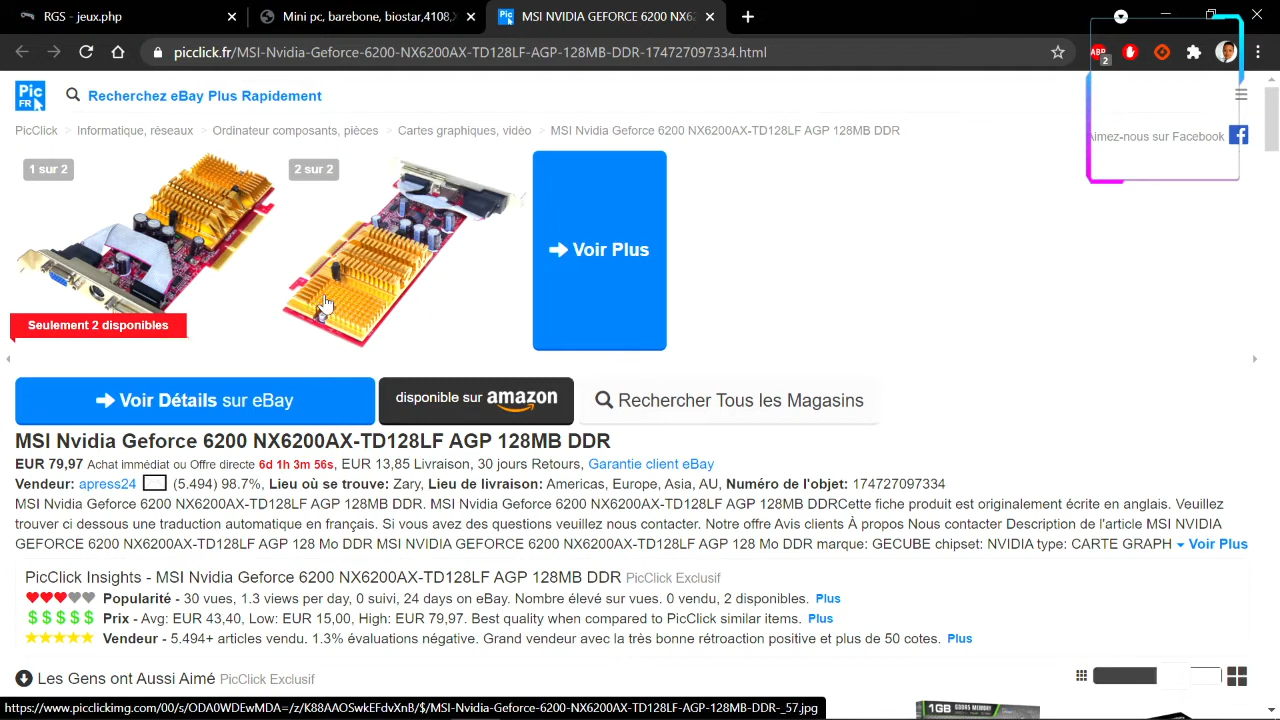 RGS - jeux.php
Mini pc, barebone, biostar,4108,
MSI NVIDIA GEFORCE 6200 NX62
picclick.fr/MSI-Nvidia-Geforce-6200-NX6200AX-TD128LF-AGP-128MB-DDR-174727097334.html
ABP
2
Pic
FR
Recherchez eBay Plus Rapidement
PicClick > Informatique, réseaux > Ordinateur composants, pièces > Cartes graphiques, vidéo > MSI Nvidia Geforce 6200 NX6200AX-TD128LF AGP 128MB DDR
Aimez-nous sur Facebook
1 sur 2
2 sur 2
Voir Plus
Seulement 2 disponibles
Voir Détails sur eBay
disponible sur amazon
Rechercher Tous les Magasins
MSI Nvidia Geforce 6200 NX6200AX-TD128LF AGP 128MB DDR
EUR 79,97 Achat immédiat ou Offre directe 6d 1h 3m 56s, EUR 13,85 Livraison, 30 jours Retours, Garantie client eBay
Vendeur: apress24 (5.494) 98.7%, Lieu où se trouve: Zary, Lieu de livraison: Americas, Europe, Asia, AU, Numéro de l'objet: 174727097334
MSI Nvidia Geforce 6200 NX6200AX-TD128LF AGP 128MB DDR. MSI Nvidia Geforce 6200 NX6200AX-TD128LF AGP 128MB DDRCette fiche produit est originalement écrite en anglais. Veuillez
trouver ci dessous une traduction automatique en français. Si vous avez des questions veuillez nous contacter. Notre offre Avis clients À propos Nous contacter Description de l'article MSI NVIDIA
GEFORCE 6200 NX6200AX-TD128LF AGP 128 Mo DDR MSI NVIDIA GEFORCE 6200 NX6200AX-TD128LF AGP 128 Mo DDR marque: GECUBE chipset: NVIDIA type: CARTE GRAPH Voir Plus
PicClick Insights - MSI Nvidia Geforce 6200 NX6200AX-TD128LF AGP 128MB DDR PicClick Exclusif
Popularité - 30 vues, 1.3 views per day, 0 suivi, 24 days on eBay. Nombre élevé sur vues. 0 vendu, 2 disponibles. Plus
$ $ $ $ $ Prix - Avg: EUR 43,40, Low: EUR 15,00, High: EUR 79,97. Best quality when compared to PicClick similar items. Plus
Vendeur - 5.494+ articles vendu. 1.3% évaluations négative. Grand vendeur avec la très bonne rétroaction positive et plus de 50 cotes. Plus
Les Gens ont Aussi Aimé PicClick Exclusif
https://www.picclickimg.com/00/s/ODA0WDEwMDA=/z/K88AAOSwkEFdvXnB/$/MSI-Nvidia-Geforce-6200-NX6200AX-TD128LF-AGP-128MB-DDR-_57.jpg
1GB GDDR5 MEMORY